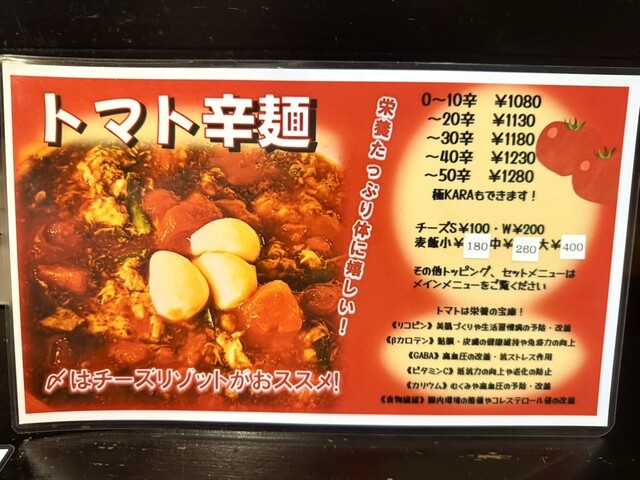 トマト辛麺
栄養たっぷり体に嬉しい！
0～10辛 ¥1080
～20辛 ¥1130
～30辛 ¥1180
～40辛 ¥1230
～50辛 ¥1280
極KARAもできます！
チーズS¥100・W¥200
麦飯小¥180中¥260大¥400
その他トッピング、セットメニューは
メインメニューをご覧ください
トマトは栄養の宝庫！
《リコピン》美肌づくりや生活習慣病の予防・改善
《βカロテン》粘膜・皮膚の健康維持や免疫力の向上
《GABA》高血圧の改善・抗ストレス作用
《ビタミンC》抵抗力の向上や老化の防止
《カリウム》むくみや高血圧の予防・改善
《食物繊維》腸内環境の整備やコレステロール値の改善
〆はチーズリゾットがおススメ！